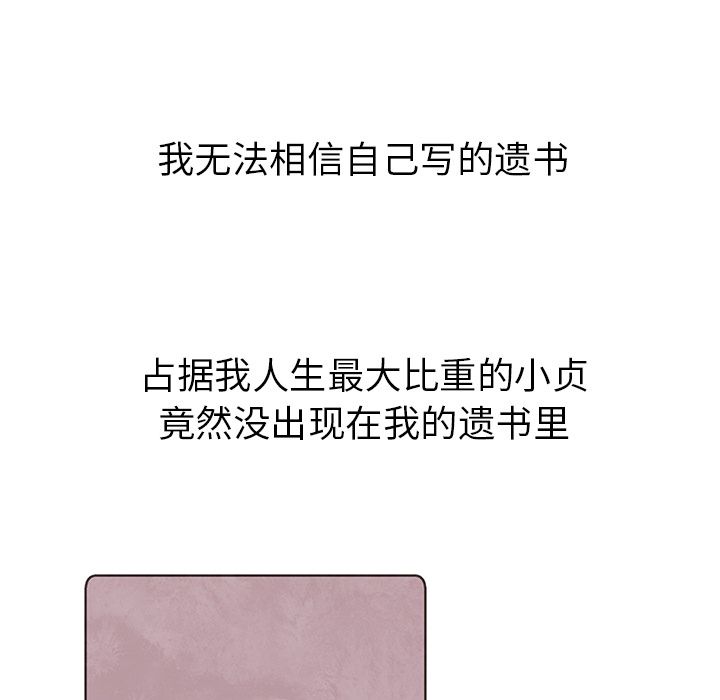 我无法相信自己写的遗书
占据我人生最大比重的小贞
竟然没出现在我的遗书里